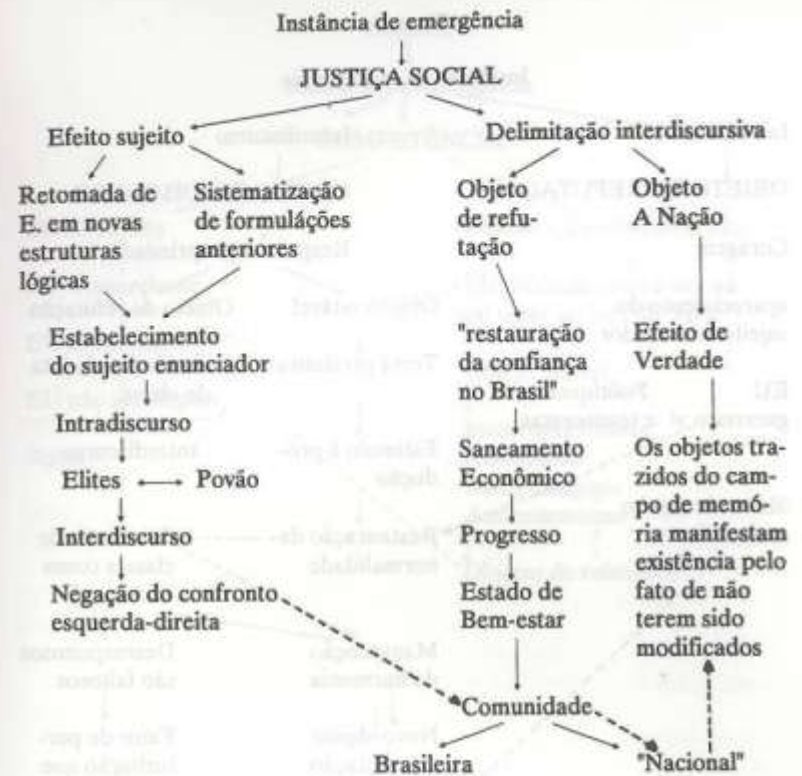 Instância de emergência
JUSTIÇA SOCIAL
Efeito sujeito
Delimitação interdiscursiva
Retomada de
E. em novas
estruturas
lógicas
Sistematização
de formuláções
anteriores
Objeto
de refu-
tação
Objeto
A Nação
Estabelecimento
do sujeito enunciador
"restauração
da confiança
no Brasil"
Efeito de
Verdade
Intradiscurso
Elites
Povão
Interdiscurso
Negação do confronto
esquerda-direita
Saneamento
Econômico
Progresso
Estado de
Bem-estar
Os objetos tra-
zidos do cam-
po de memó-
ria manifestam
existência pelo
fato de não
terem sido
modificados
Comunidade
Brasileira
"Nacional"